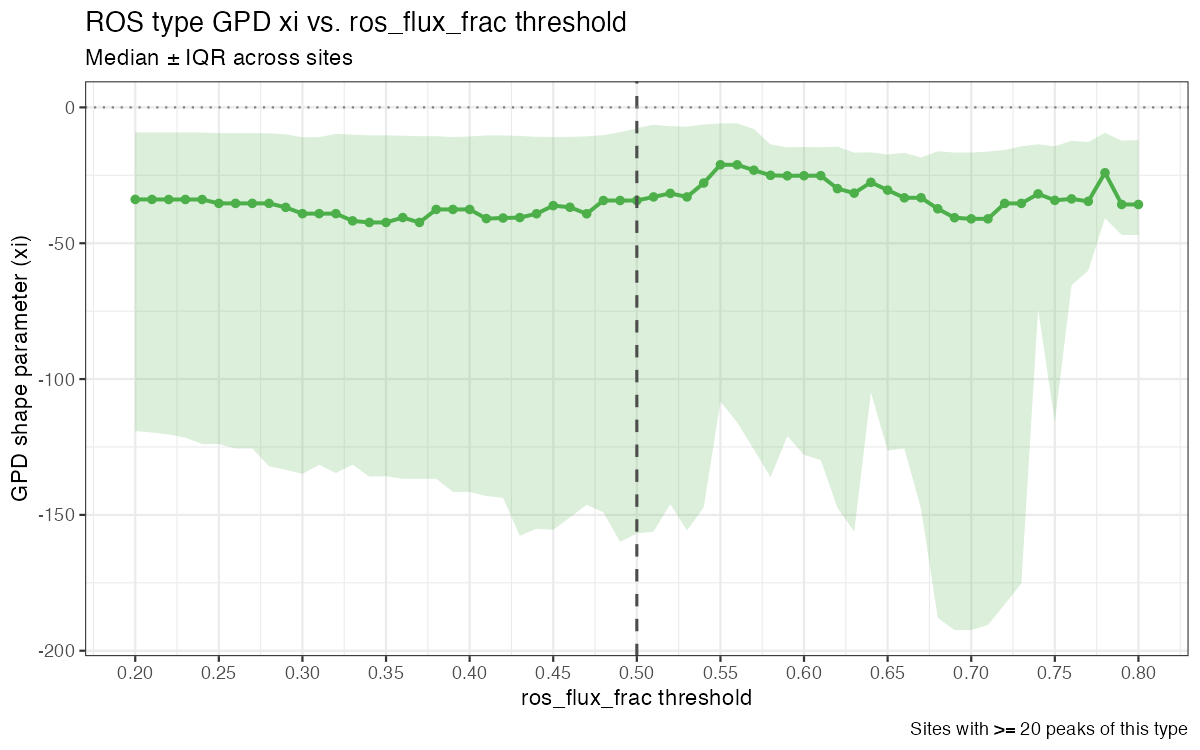 ROS type GPD xi vs. ros_flux_frac threshold
Median ± IQR across sites
GPD shape parameter (xi)
0
-50
-100
-150
-200
0.20 0.25 0.30 0.35 0.40 0.45 0.50 0.55 0.60 0.65 0.70 0.75 0.80
ros_flux_frac threshold
Sites with >= 20 peaks of this type